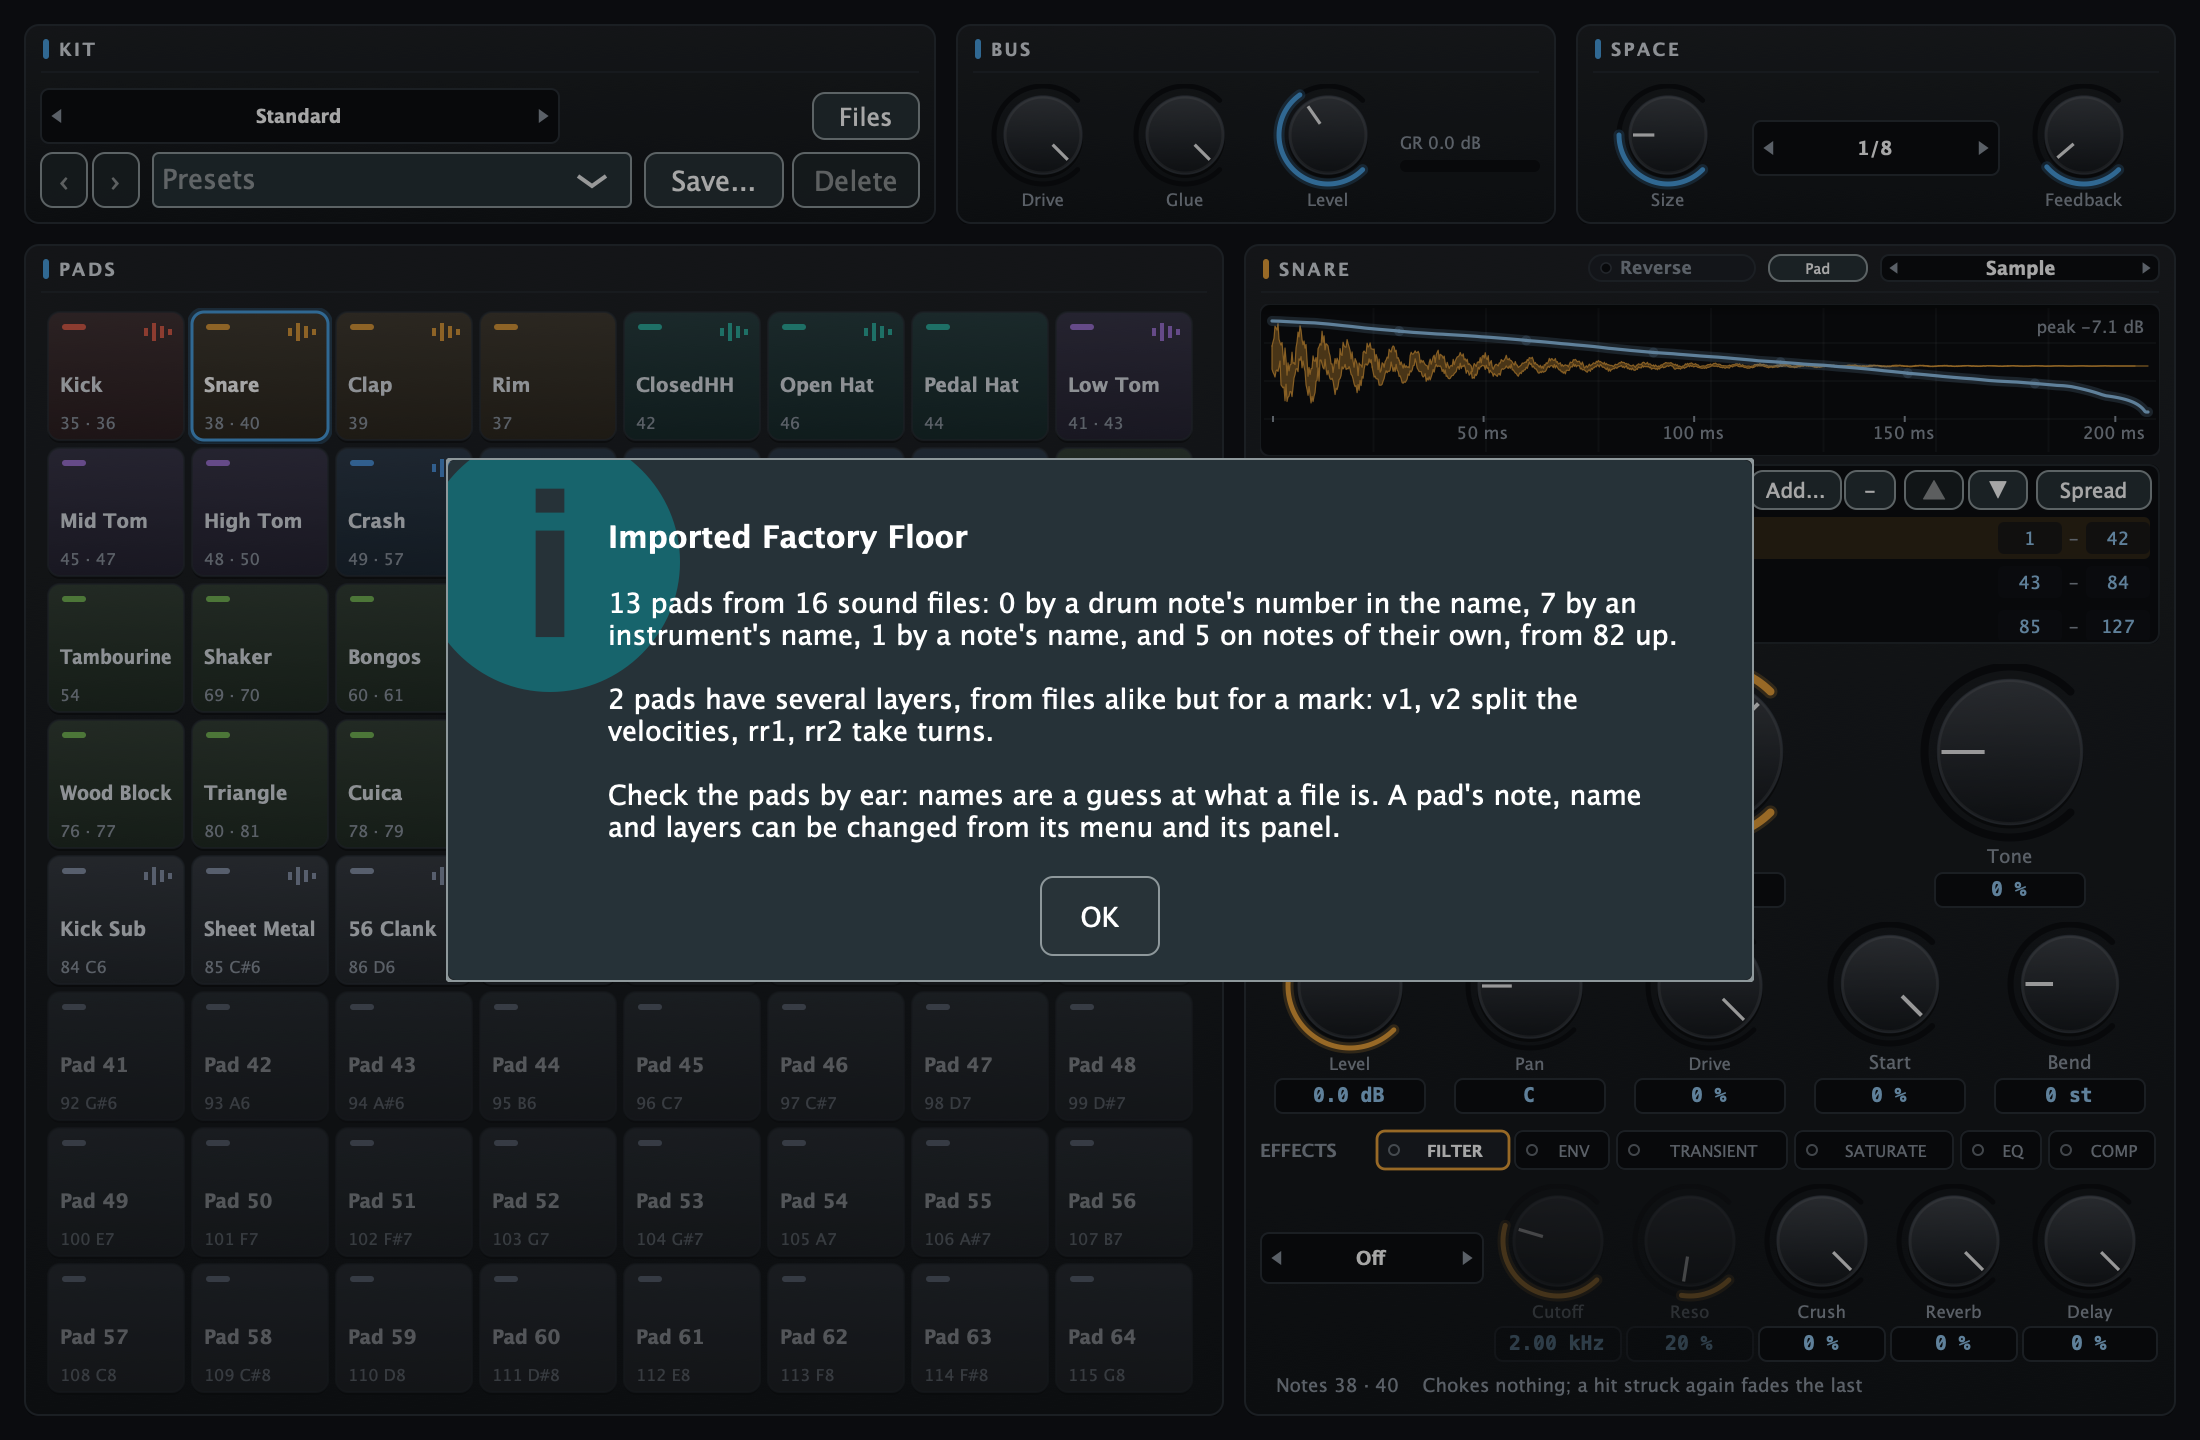 KIT
Standard
Files
‹ › Presets Save... Delete
BUS
Drive Glue Level
GR 0.0 dB
SPACE
Size 1/8 Feedback
PADS
Kick Snare Clap Rim ClosedHH Open Hat Pedal Hat Low Tom
35 · 36 38 · 40 39 37 42 46 44 41 · 43
Mid Tom High Tom Crash
45 · 47 48 · 50 49 · 57
Tambourine Shaker Bongos
54 69 · 70 60 · 61
Wood Block Triangle Cuica
76 · 77 80 · 81 78 · 79
Kick Sub Sheet Metal 56 Clank
84 C6 85 C#6 86 D6
Pad 41 Pad 42 Pad 43 Pad 44 Pad 45 Pad 46 Pad 47 Pad 48
92 G#6 93 A6 94 A#6 95 B6 96 C7 97 C#7 98 D7 99 D#7
Pad 49 Pad 50 Pad 51 Pad 52 Pad 53 Pad 54 Pad 55 Pad 56
100 E7 101 F7 102 F#7 103 G7 104 G#7 105 A7 106 A#7 107 B7
Pad 57 Pad 58 Pad 59 Pad 60 Pad 61 Pad 62 Pad 63 Pad 64
108 C8 109 C#8 110 D8 111 D#8 112 E8 113 F8 114 F#8 115 G8
Imported Factory Floor
13 pads from 16 sound files: 0 by a drum note's number in the name, 7 by an
instrument's name, 1 by a note's name, and 5 on notes of their own, from 82 up.
2 pads have several layers, from files alike but for a mark: v1, v2 split the
velocities, rr1, rr2 take turns.
Check the pads by ear: names are a guess at what a file is. A pad's note, name
and layers can be changed from its menu and its panel.
OK
SNARE
Reverse Pad Sample
peak -7.1 dB
50 ms 100 ms 150 ms 200 ms
Add... – ▲ ▼ Spread
1 – 42
43 – 84
85 – 127
Tone
0 %
Level Pan Drive Start Bend
0.0 dB C 0 % 0 % 0 st
EFFECTS FILTER ENV TRANSIENT SATURATE EQ COMP
Off
Cutoff Reso Crush Reverb Delay
2.00 kHz 20 % 0 % 0 % 0 %
Notes 38 · 40 Chokes nothing; a hit struck again fades the last